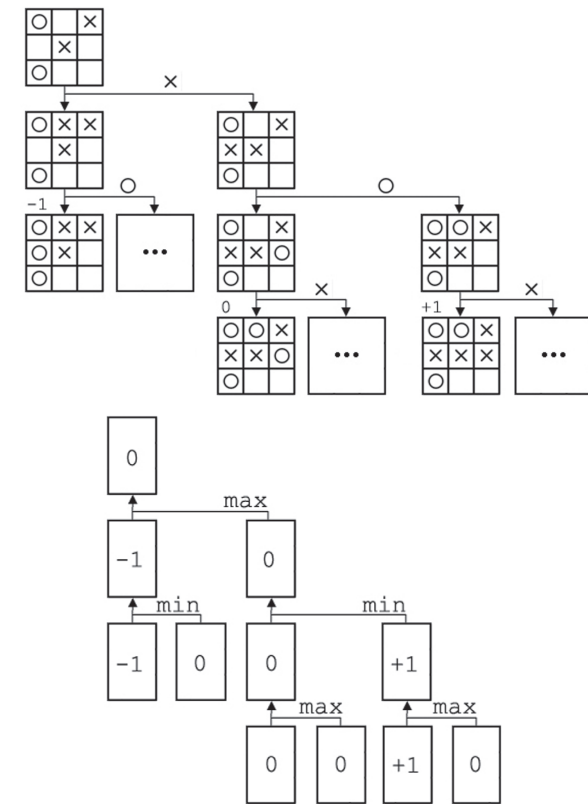 ○ ×
×
○
×
○ × ×
×
○
○ ×
× ×
○
○
○
-1
○ × ×
○ ×
○
...
○ ×
× × ○
○
○ ○ ×
× ×
○
×
×
0
+1
○ ○ ×
× × ○
○
...
○ ○ ×
× × ×
○
...
0
max
-1 0
min min
-1 0 0 +1
max max
0 0 +1 0